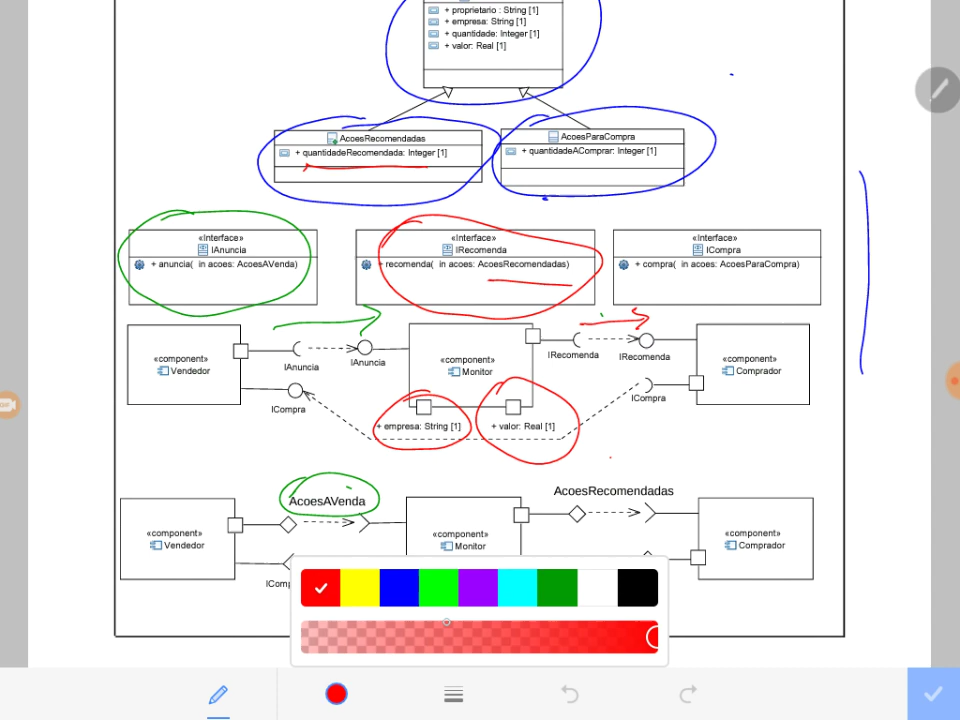 + proprietario : String [1]
+ empresa: String [1]
+ quantidade: Integer [1]
+ valor: Real [1]
AcoesRecomendadas
+ quantidadeRecomendada: Integer [1]
AcoesParaCompra
+ quantidadeAComprar: Integer [1]
«Interface»
IAnuncia
+ anuncia( in acoes: AcoesAVenda)
«Interface»
IRecomenda
+ recomenda( in acoes: AcoesRecomendadas)
«Interface»
ICompra
+ compra( in acoes: AcoesParaCompra)
«component»
Vendedor
IAnuncia
IAnuncia
ICompra
«component»
Monitor
+ empresa: String [1]
+ valor: Real [1]
IRecomenda
IRecomenda
ICompra
«component»
Comprador
«component»
Vendedor
AcoesAVenda
«component»
Monitor
AcoesRecomendadas
«component»
Comprador